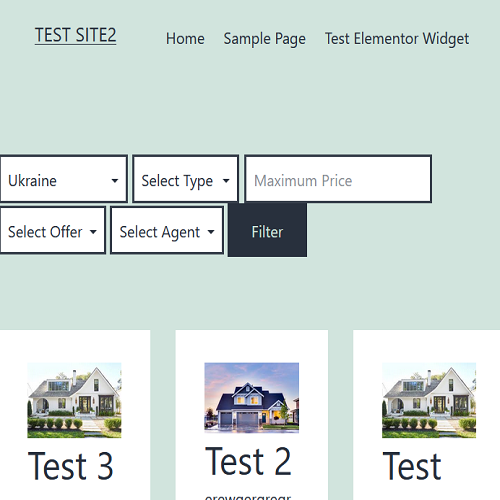 TEST SITE2 Home Sample Page Test Elementor Widget
Ukraine Select Type Maximum Price
Select Offer Select Agent Filter
Test 3 Test 2 Test